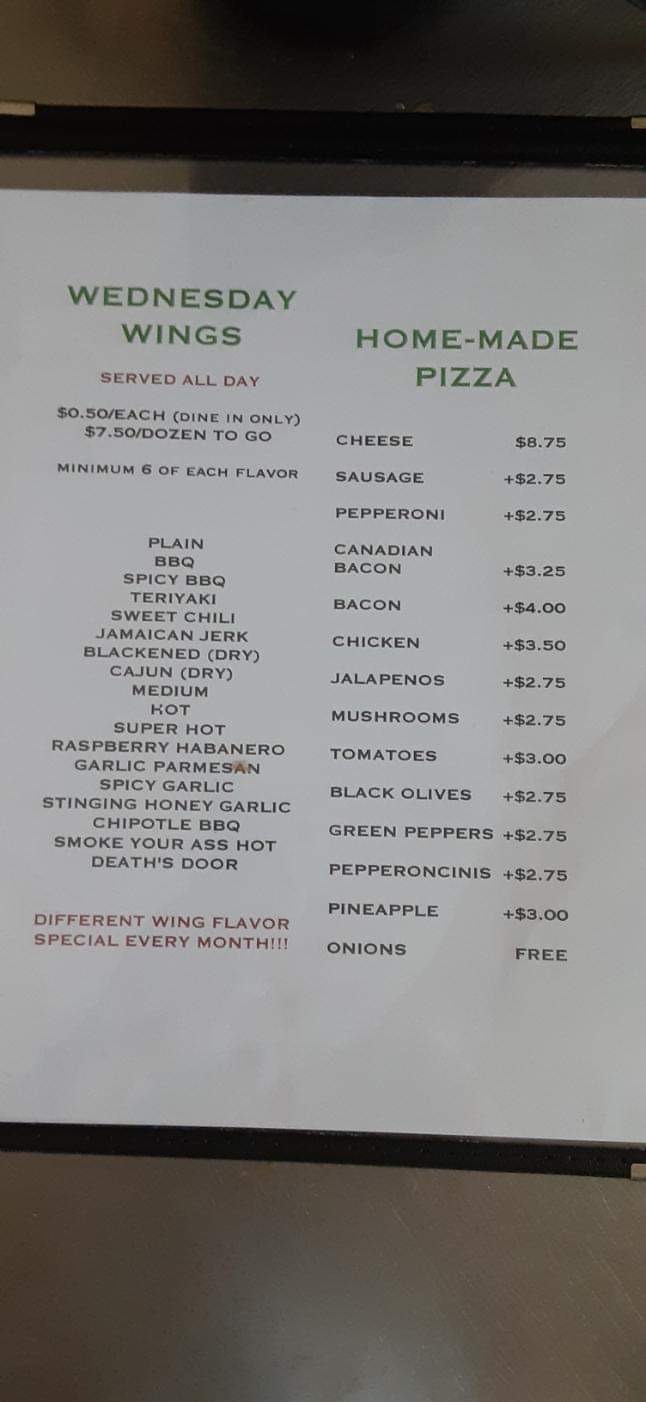 WEDNESDAY
WINGS
SERVED ALL DAY
$0.50/EACH (DINE IN ONLY)
$7.50/DOZEN TO GO
MINIMUM 6 OF EACH FLAVOR
PLAIN
BBQ
SPICY BBQ
TERIYAKI
SWEET CHILI
JAMAICAN JERK
BLACKENED (DRY)
CAJUN (DRY)
MEDIUM
HOT
SUPER HOT
RASPBERRY HABANERO
GARLIC PARMESAN
SPICY GARLIC
STINGING HONEY GARLIC
CHIPOTLE BBQ
SMOKE YOUR ASS HOT
DEATH'S DOOR
DIFFERENT WING FLAVOR
SPECIAL EVERY MONTH!!!
HOME-MADE
PIZZA
CHEESE $8.75
SAUSAGE +$2.75
PEPPERONI +$2.75
CANADIAN
BACON +$3.25
BACON +$4.00
CHICKEN +$3.50
JALAPENOS +$2.75
MUSHROOMS +$2.75
TOMATOES +$3.00
BLACK OLIVES +$2.75
GREEN PEPPERS +$2.75
PEPPERONCINIS +$2.75
PINEAPPLE +$3.00
ONIONS FREE